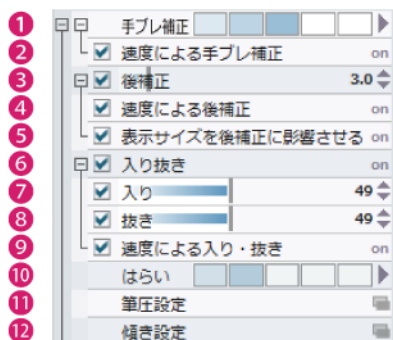 1 手ブレ補正
2 速度による手ブレ補正 on
3 後補正 3.0
4 速度による後補正 on
5 表示サイズを後補正に影響させる on
6 入り抜き on
7 入り 49
8 抜き 49
9 速度による入り・抜き on
10 はらい
11 筆圧設定
12 傾き設定